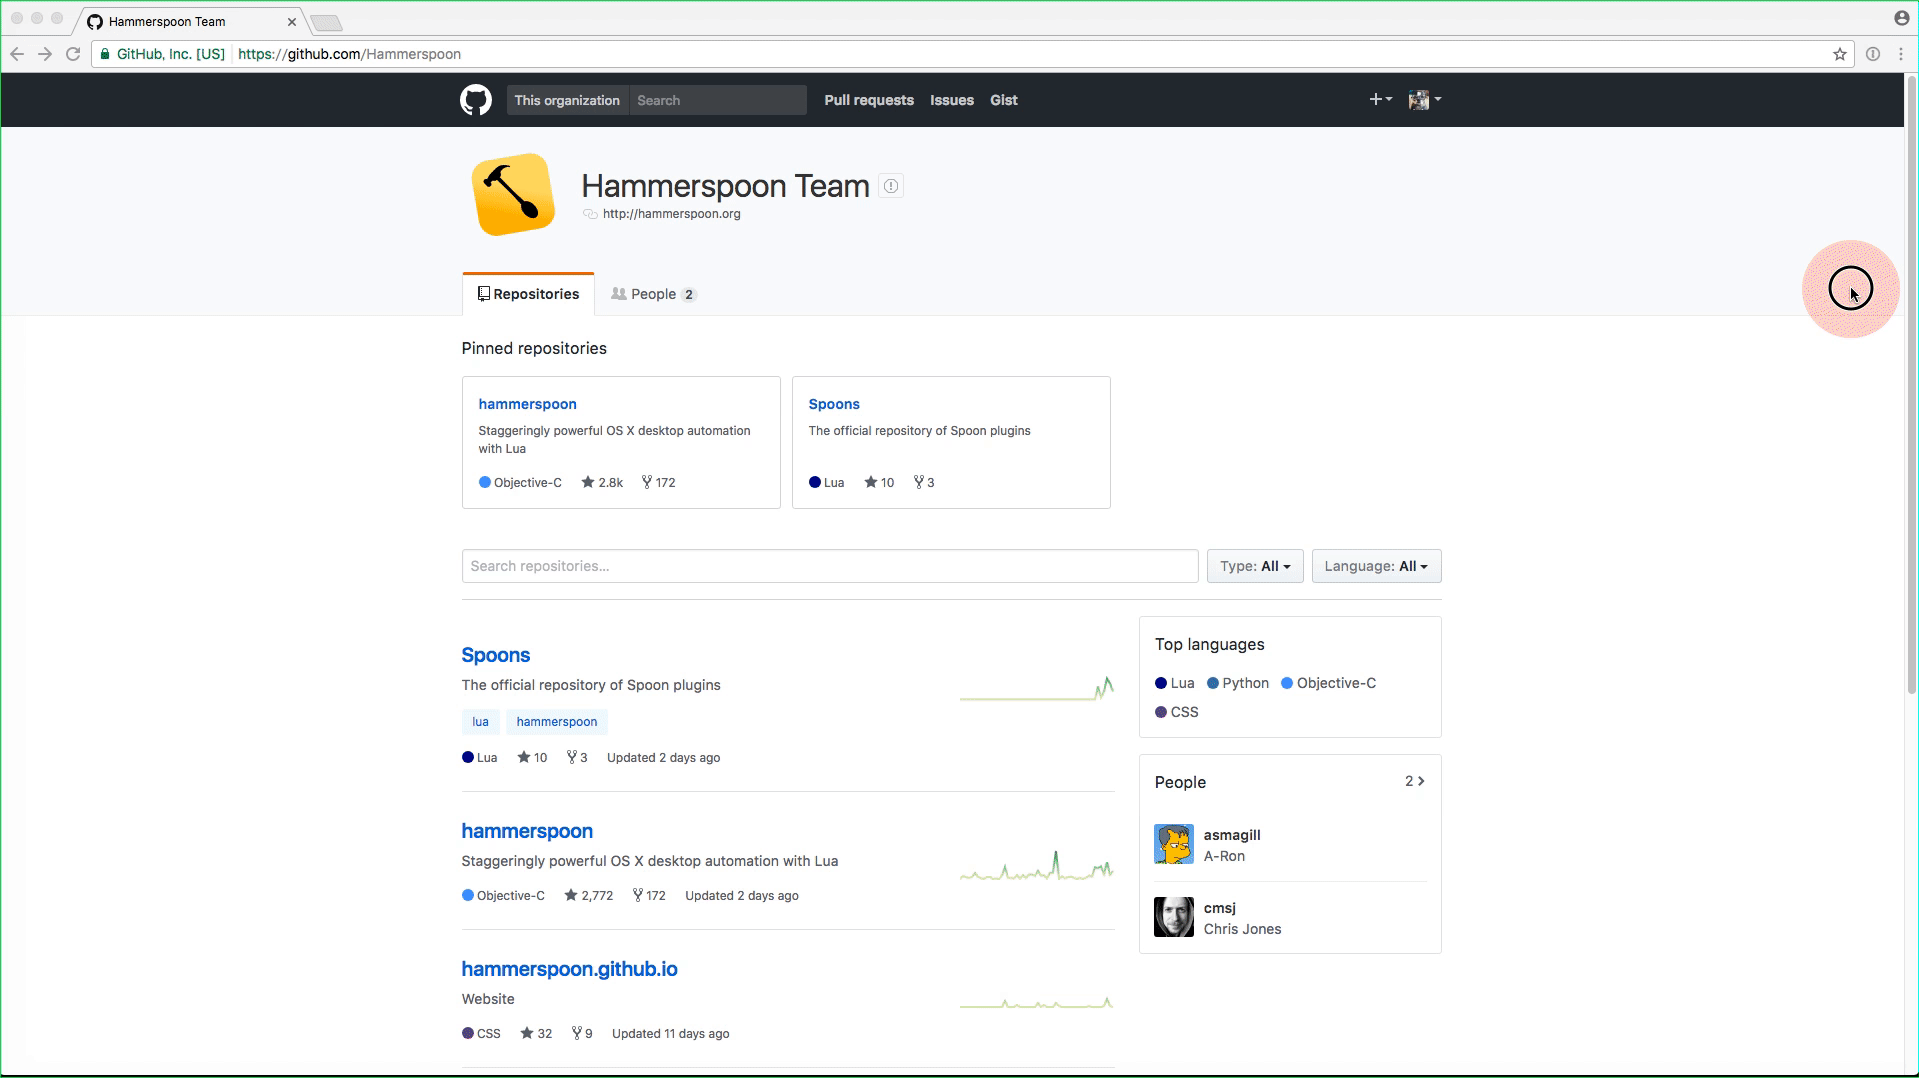 Hammerspoon Team
GitHub, Inc. [US] https://github.com/Hammerspoon
This organization Search Pull requests Issues Gist
Hammerspoon Team
http://hammerspoon.org
Repositories People 2
Pinned repositories
hammerspoon
Staggeringly powerful OS X desktop automation
with Lua
Objective-C 2.8k 172
Spoons
The official repository of Spoon plugins
Lua 10 3
Search repositories... Type: All Language: All
Spoons
The official repository of Spoon plugins
lua hammerspoon
Lua 10 3 Updated 2 days ago
hammerspoon
Staggeringly powerful OS X desktop automation with Lua
Objective-C 2,772 172 Updated 2 days ago
hammerspoon.github.io
Website
CSS 32 9 Updated 11 days ago
Top languages
Lua Python Objective-C
CSS
People 2
asmagill
A-Ron
cmsj
Chris Jones